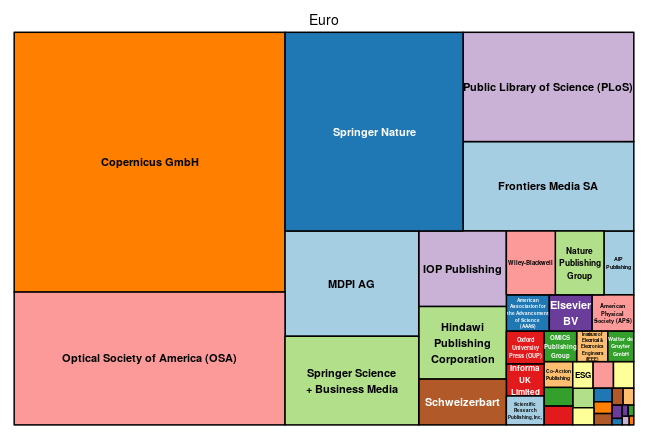 Euro
Copernicus GmbH
Springer Nature
Public Library of Science (PLoS)
Frontiers Media SA
Optical Society of America (OSA)
MDPI AG
Springer Science
+ Business Media
IOP Publishing
Hindawi
Publishing
Corporation
Schweizerbart
Wiley-Blackwell
Nature
Publishing
Group
AIP
Publishing
American
Association for
the Advancement
of Science
(AAAS)
Elsevier
BV
American
Physical
Society (APS)
Oxford
University
Press (OUP)
OMICS
Publishing
Group
Institute of
Electrical &
Electronics
Engineers
(IEEE)
Walter de
Gruyter
GmbH
Informa
UK
Limited
Co-Action
Publishing
ESG
Scientific
Research
Publishing, Inc,